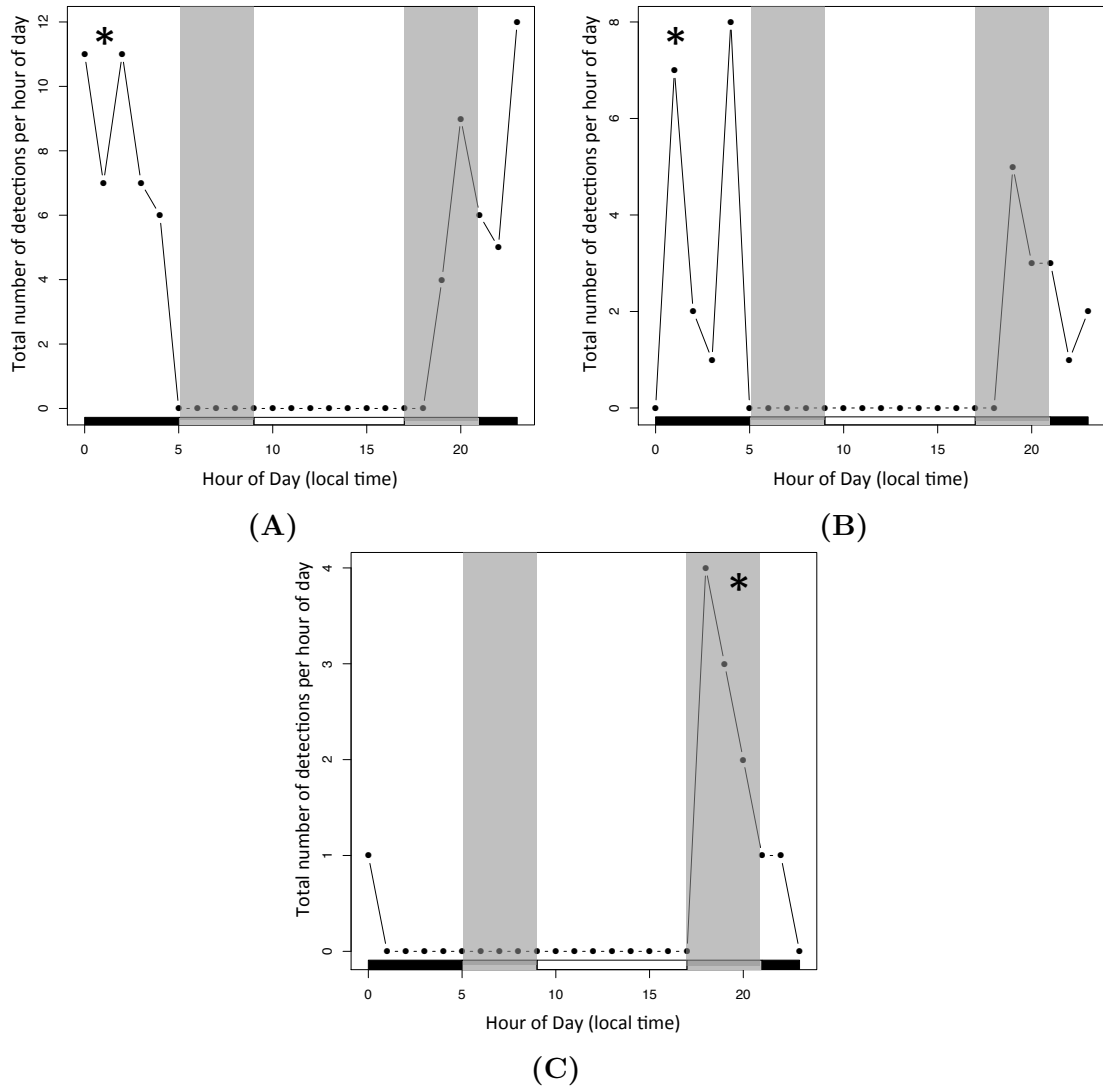 Total number of detections per hour of day
0 2 4 6 8 10 12
*
0 5 10 15 20
Hour of Day (local time)
(A)
Total number of detections per hour of day
0 2 4 6 8
*
0 5 10 15 20
Hour of Day (local time)
(B)
Total number of detections per hour of day
0 1 2 3 4
*
0 5 10 15 20
Hour of Day (local time)
(C)